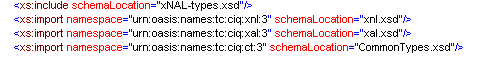 <xs:include schemaLocation="xNAL-types.xsd"/>
<xs:import namespace="urn:oasis:names:tc:ciq:xnl:3" schemaLocation="xnl.xsd"/>
<xs:import namespace="urn:oasis:names:tc:ciq:xal:3" schemaLocation="xal.xsd"/>
<xs:import namespace="urn:oasis:names:tc:ciq:ct:3" schemaLocation="CommonTypes.xsd"/>